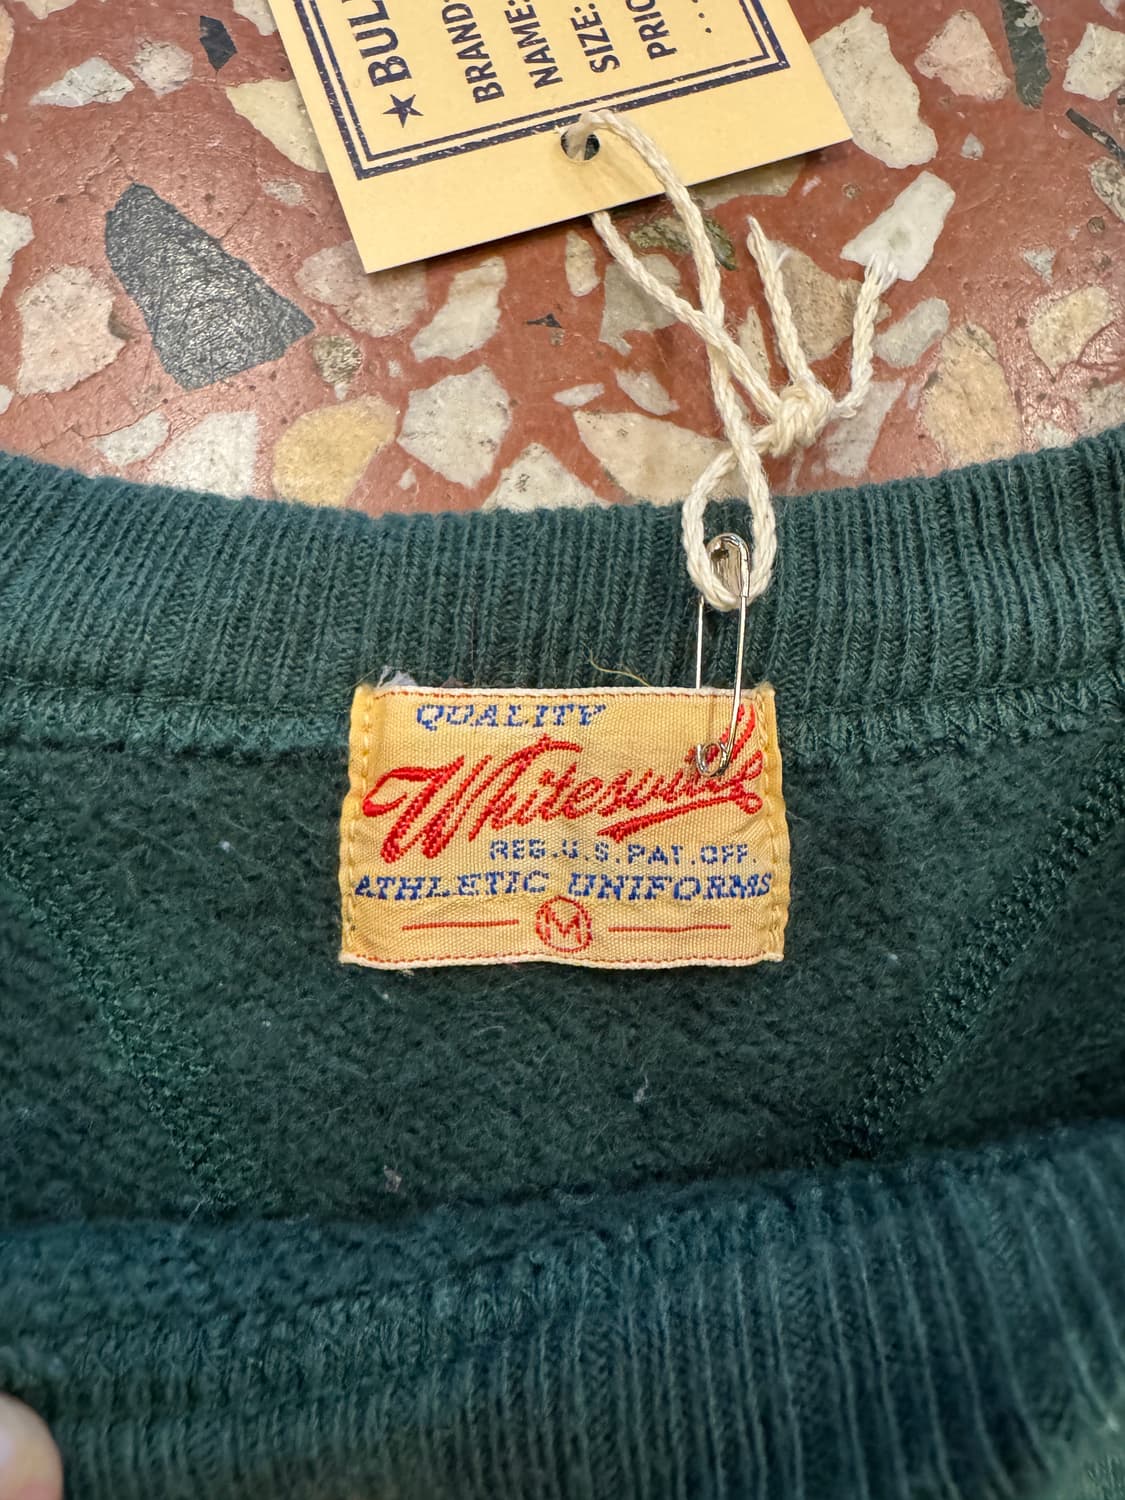 ★ BUL
BRAND:
NAME:
SIZE:
PRIC
QUALITY
Whitesville
REG.U.S.PAT.OFF.
ATHLETIC UNIFORMS
M